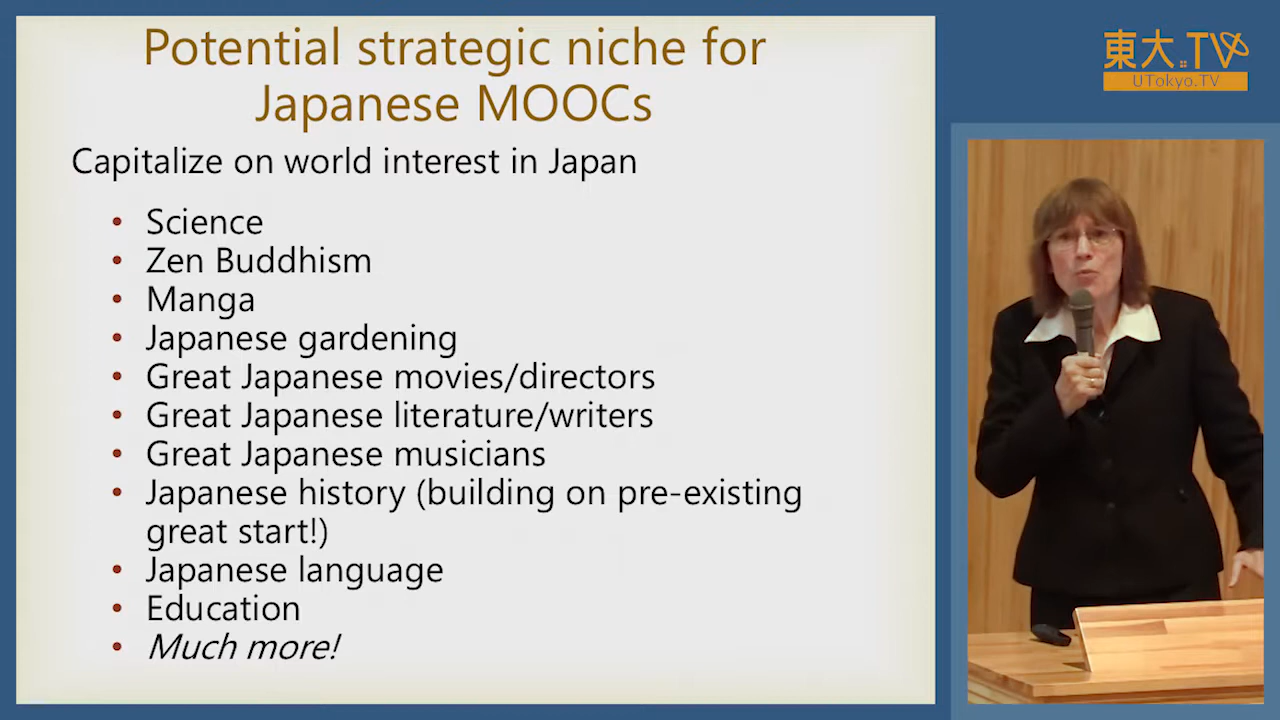 Potential strategic niche for
Japanese MOOCs
Capitalize on world interest in Japan
• Science
• Zen Buddhism
• Manga
• Japanese gardening
• Great Japanese movies/directors
• Great Japanese literature/writers
• Great Japanese musicians
• Japanese history (building on pre-existing
great start!)
• Japanese language
• Education
• Much more!
東大.TV
UTokyo.TV